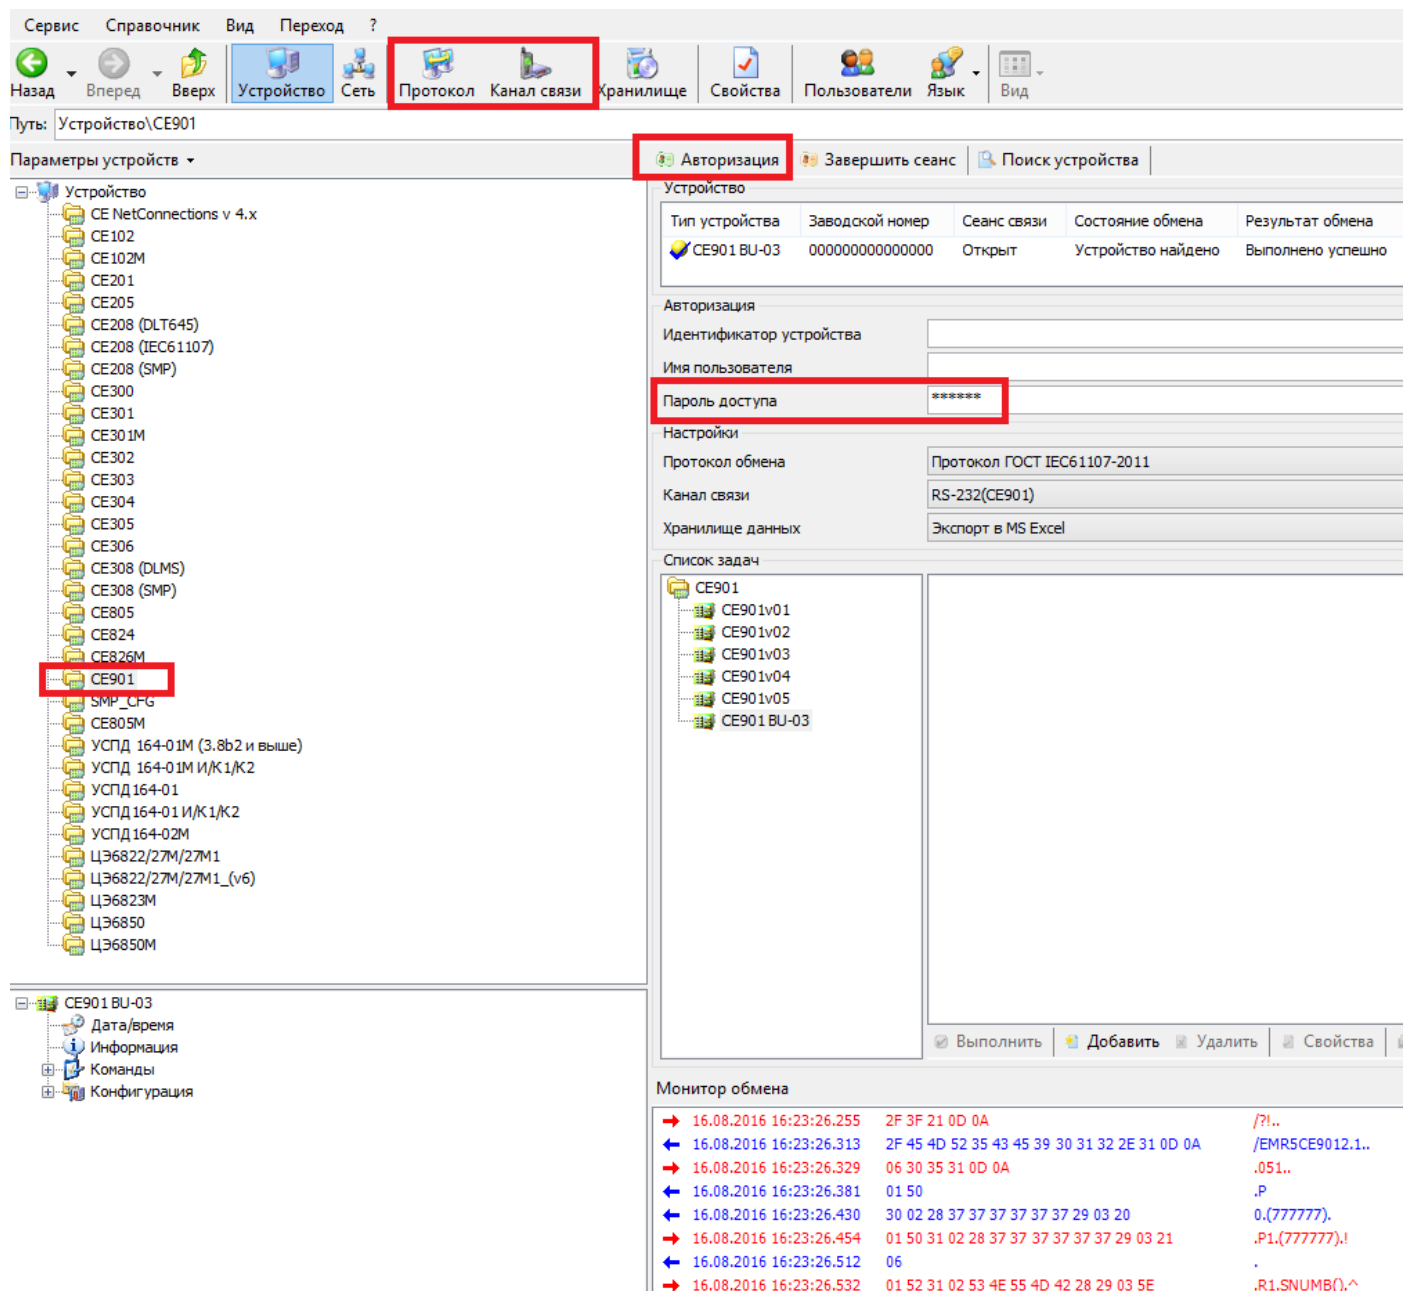 Сервис Справочник Вид Переход ?
Назад Вперед Вверх Устройство Сеть Протокол Канал связи Хранилище Свойства Пользователи Язык Вид
Путь: Устройство\CE901
Параметры устройств
Авторизация Завершить сеанс Поиск устройства
Устройство
CE NetConnections v 4.x
CE102
CE102M
CE201
CE205
CE208 (DLT645)
CE208 (IEC61107)
CE208 (SMP)
CE300
CE301
CE301M
CE302
CE303
CE304
CE305
CE306
CE308 (DLMS)
CE308 (SMP)
CE805
CE824
CE826M
CE901
SMP_CFG
CE805M
УСПД 164-01М (3.8b2 и выше)
УСПД 164-01М И/К1/К2
УСПД164-01
УСПД164-01 И/К1/К2
УСПД164-02М
ЦЭ6822/27М/27М1
ЦЭ6822/27М/27М1_(v6)
ЦЭ6823М
ЦЭ6850
ЦЭ6850М
CE901 BU-03
Дата/время
Информация
Команды
Конфигурация
Устройство
Тип устройства Заводской номер Сеанс связи Состояние обмена Результат обмена
CE901 BU-03 000000000000000 Открыт Устройство найдено Выполнено успешно
Авторизация
Идентификатор устройства
Имя пользователя
Пароль доступа ******
Настройки
Протокол обмена Протокол ГОСТ IEC61107-2011
Канал связи RS-232(CE901)
Хранилище данных Экспорт в MS Excel
Список задач
CE901
CE901v01
CE901v02
CE901v03
CE901v04
CE901v05
CE901 BU-03
Выполнить Добавить Удалить Свойства
Монитор обмена
16.08.2016 16:23:26.255 2F 3F 21 0D 0A /?!..
16.08.2016 16:23:26.313 2F 45 4D 52 35 43 45 39 30 31 32 2E 31 0D 0A /EMR5CE9012.1..
16.08.2016 16:23:26.329 06 30 35 31 0D 0A .051..
16.08.2016 16:23:26.381 01 50 .P
16.08.2016 16:23:26.430 30 02 28 37 37 37 37 37 37 29 03 20 0.(777777).
16.08.2016 16:23:26.454 01 50 31 02 28 37 37 37 37 37 37 29 03 21 .P1.(777777).!
16.08.2016 16:23:26.512 06 .
16.08.2016 16:23:26.532 01 52 31 02 53 4E 55 4D 42 28 29 03 5E .R1.SNUMB().^